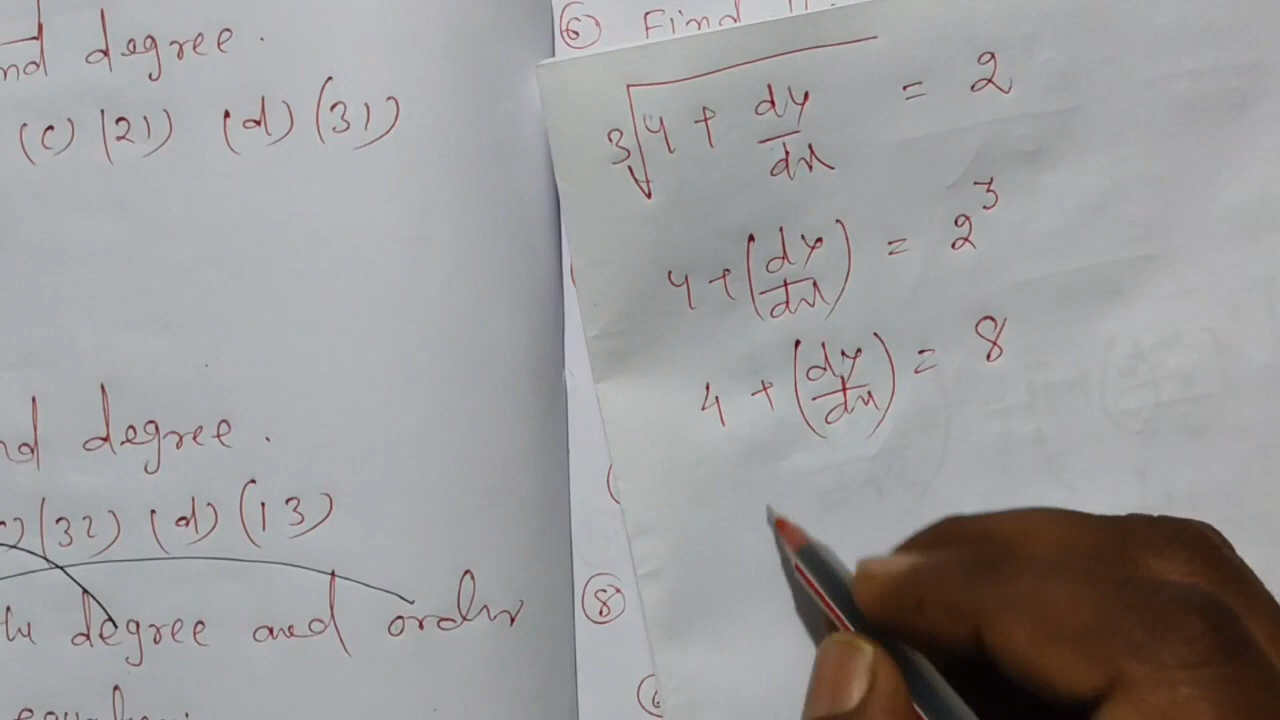 nd degree.
(c) (21) (d) (31)
nd degree.
(32) (d) (13)
degree and order
⑥ Find
∛(4 + dy/dx) = 2
4 + (dy/dx) = 2³
4 + (dy/dx) = 8
⑧